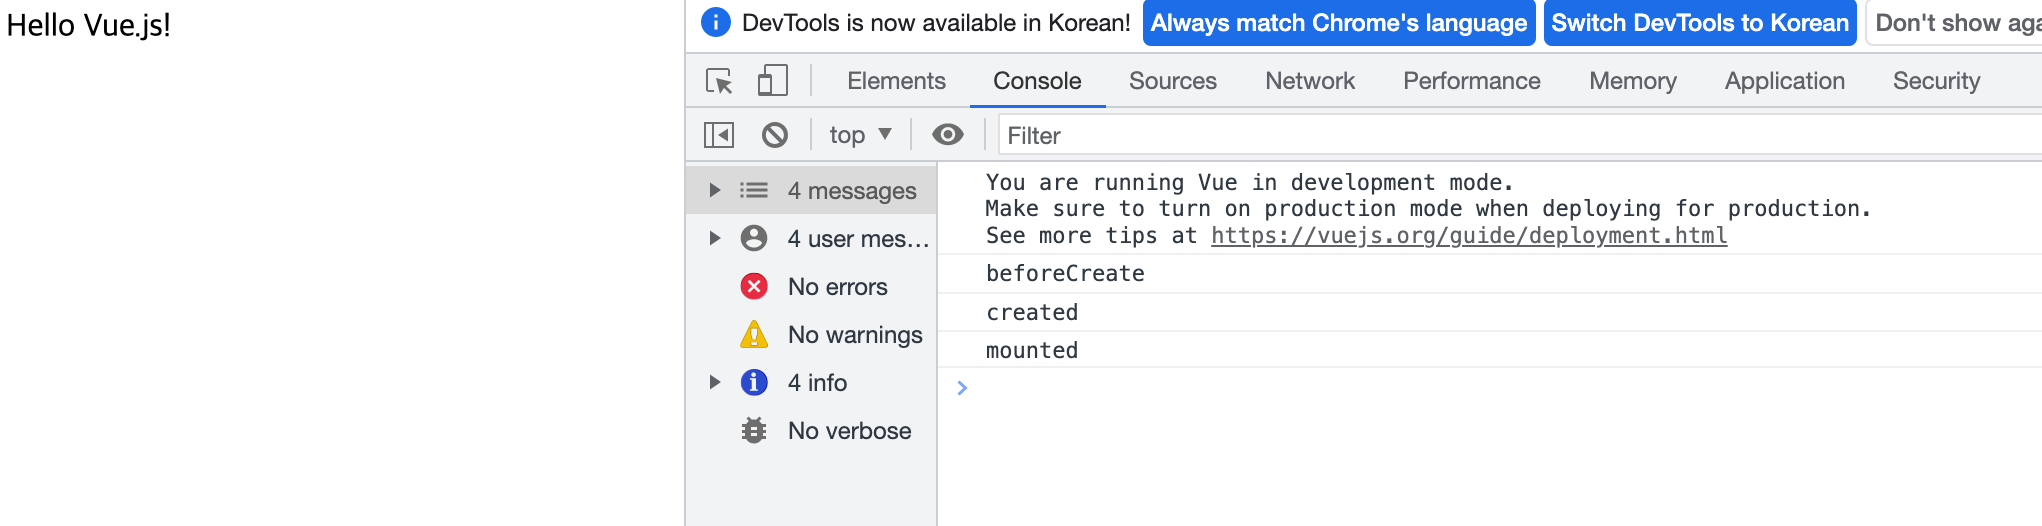 Hello Vue.js!
DevTools is now available in Korean! Always match Chrome's language Switch DevTools to Korean Don't show aga
Elements Console Sources Network Performance Memory Application Security
top Filter
4 messages
4 user mes...
No errors
No warnings
4 info
No verbose
You are running Vue in development mode.
Make sure to turn on production mode when deploying for production.
See more tips at https://vuejs.org/guide/deployment.html
beforeCreate
created
mounted